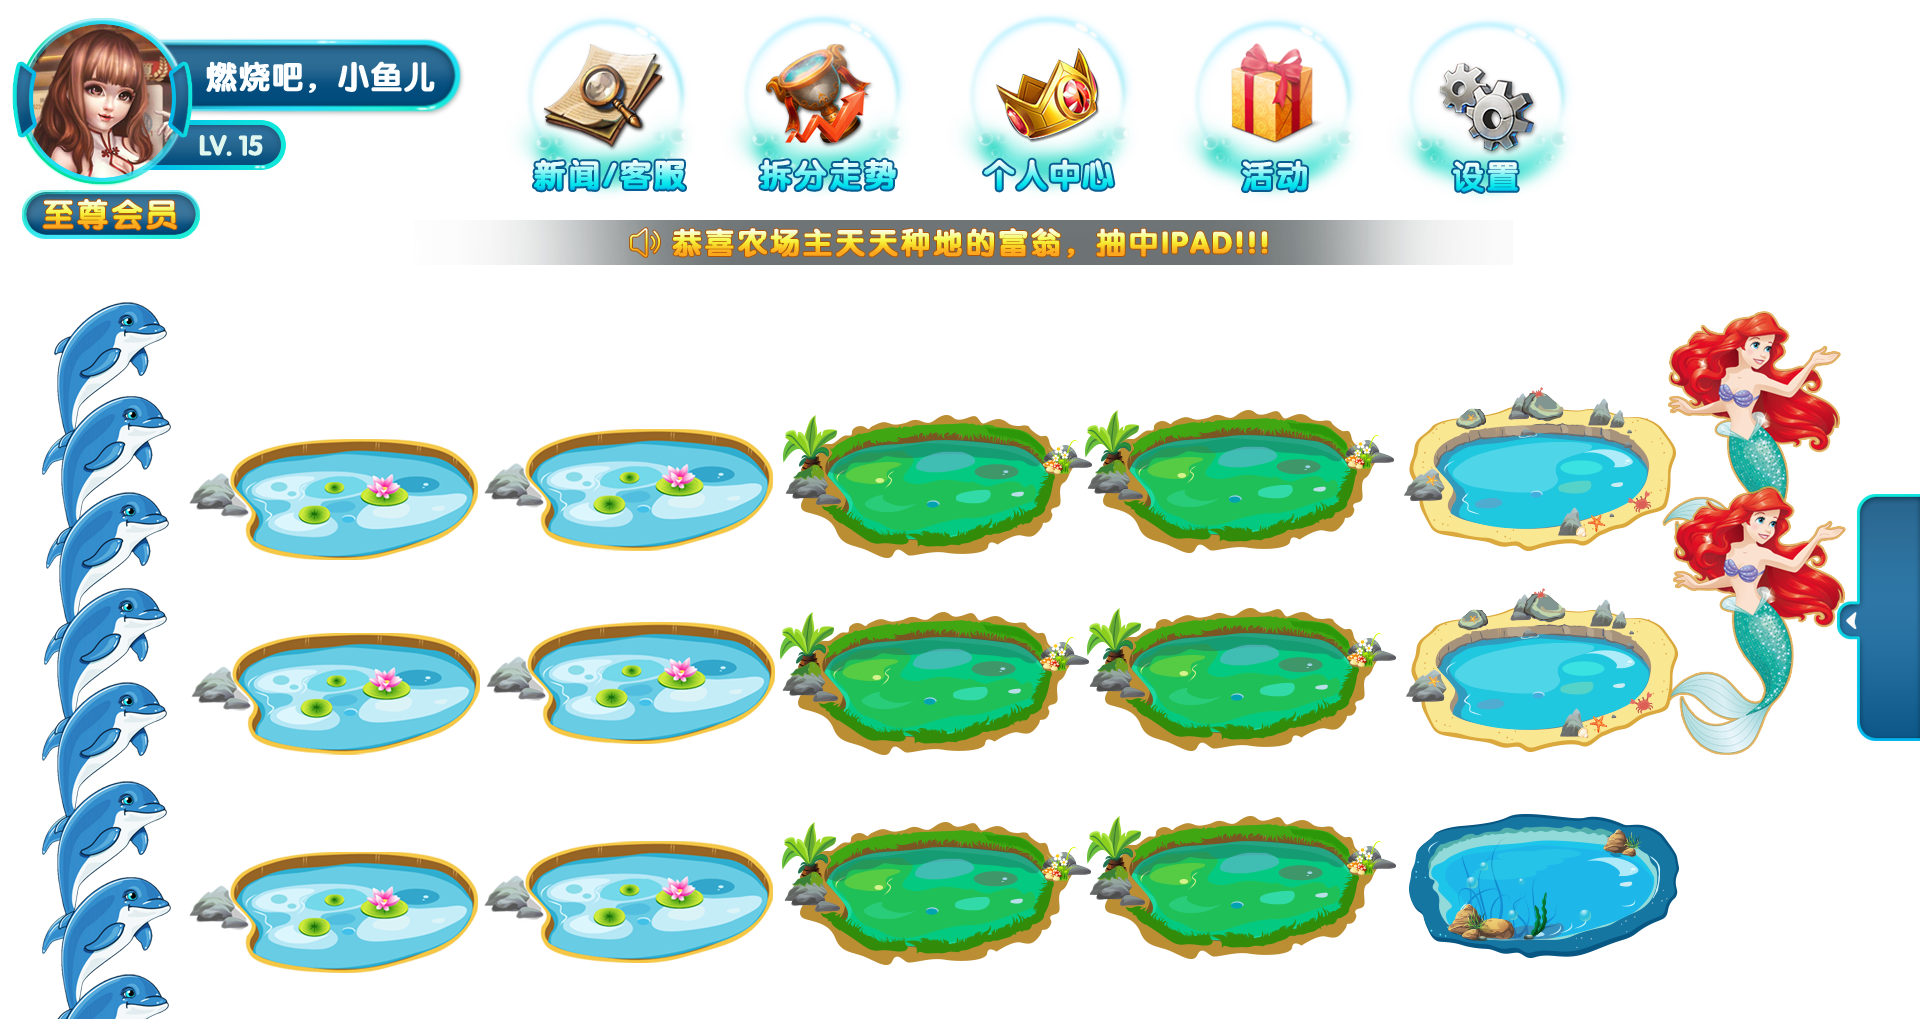 燃烧吧，小鱼儿
LV. 15
至尊会员
新闻/客服
拆分走势
个人中心
活动
设置
恭喜农场主天天种地的富翁，抽中IPAD!!!